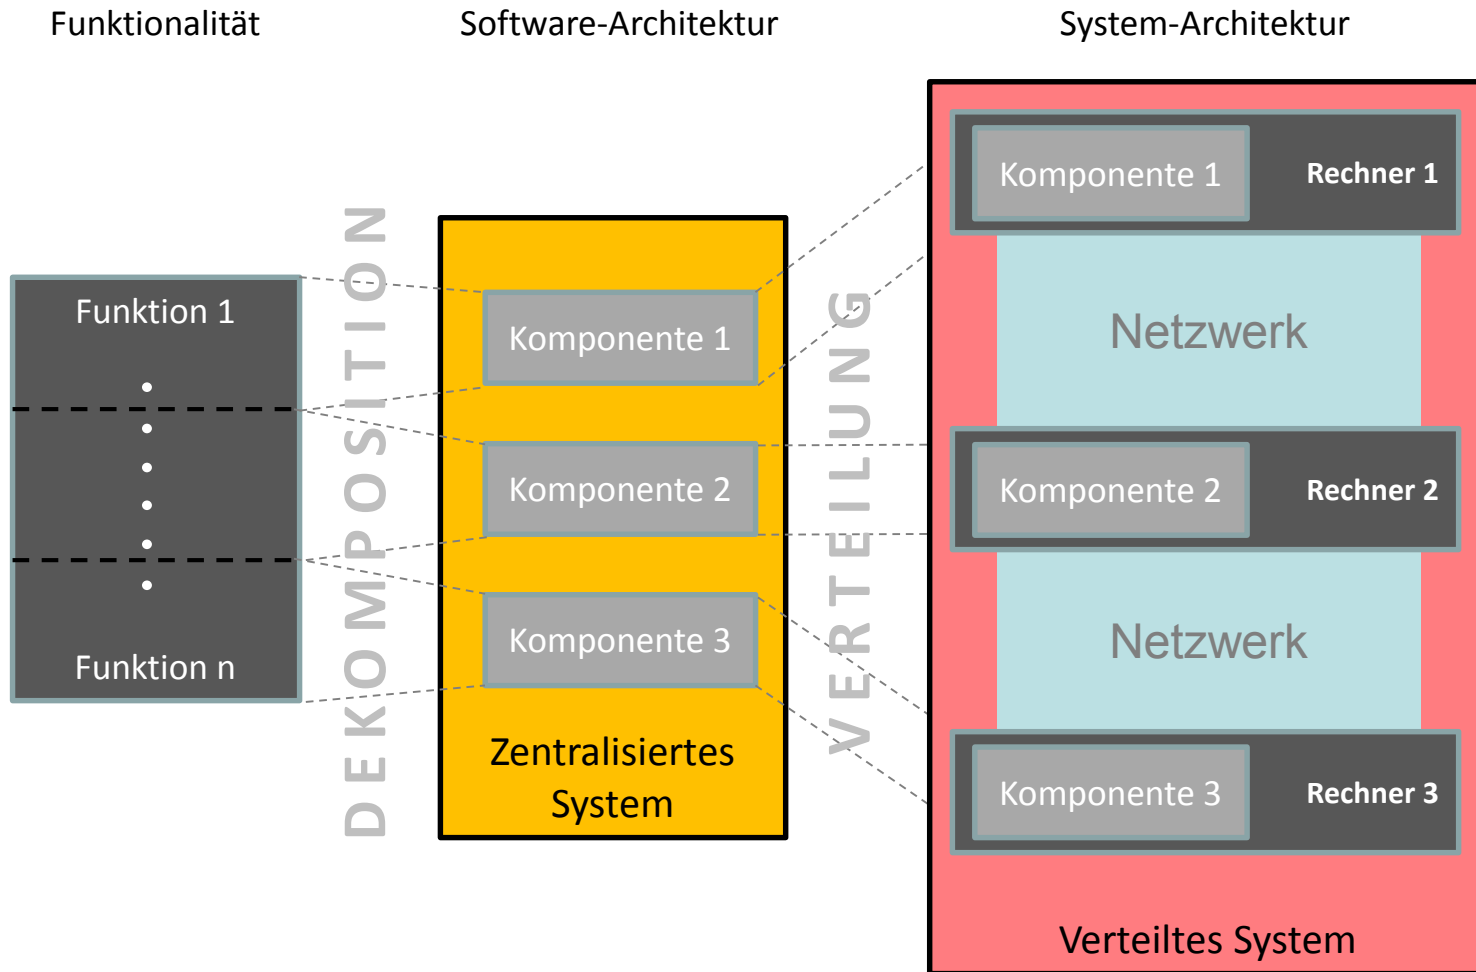 Funktionalität
Software-Architektur
System-Architektur
Funktion 1
Funktion n
DEKOMPOSITION
Komponente 1
Komponente 2
Komponente 3
Zentralisiertes
System
VERTEILUNG
Komponente 1
Rechner 1
Netzwerk
Komponente 2
Rechner 2
Netzwerk
Komponente 3
Rechner 3
Verteiltes System